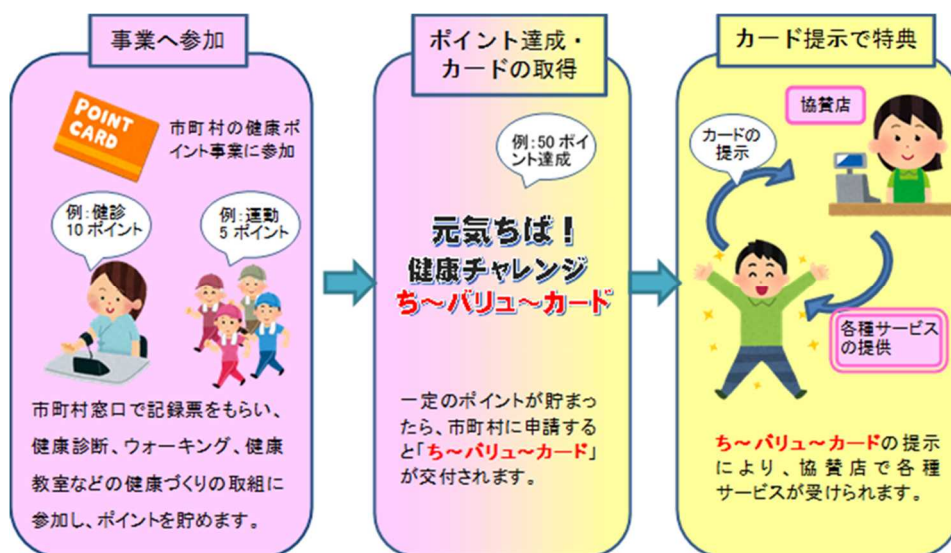 事業へ参加
POINT
CARD
市町村の健康ポ
イント事業に参加
例：健診
10 ポイント
例：運動
5 ポイント
市町村窓口で記録票をもらい、
健康診断、ウォーキング、健康
教室などの健康づくりの取組に
参加し、ポイントを貯めます。
ポイント達成・
カードの取得
例：50 ポ
イント達成
元気ちば！
健康チャレンジ
ち～バリュ～カード
一定のポイントが貯まっ
たら、市町村に申請する
と「ち～バリュ～カード」
が交付されます。
カード提示で特典
協賛店
カードの
提示
各種サービス
の提供
ち～バリュ～カードの提示
により、協賛店で各種
サービスが受けられます。